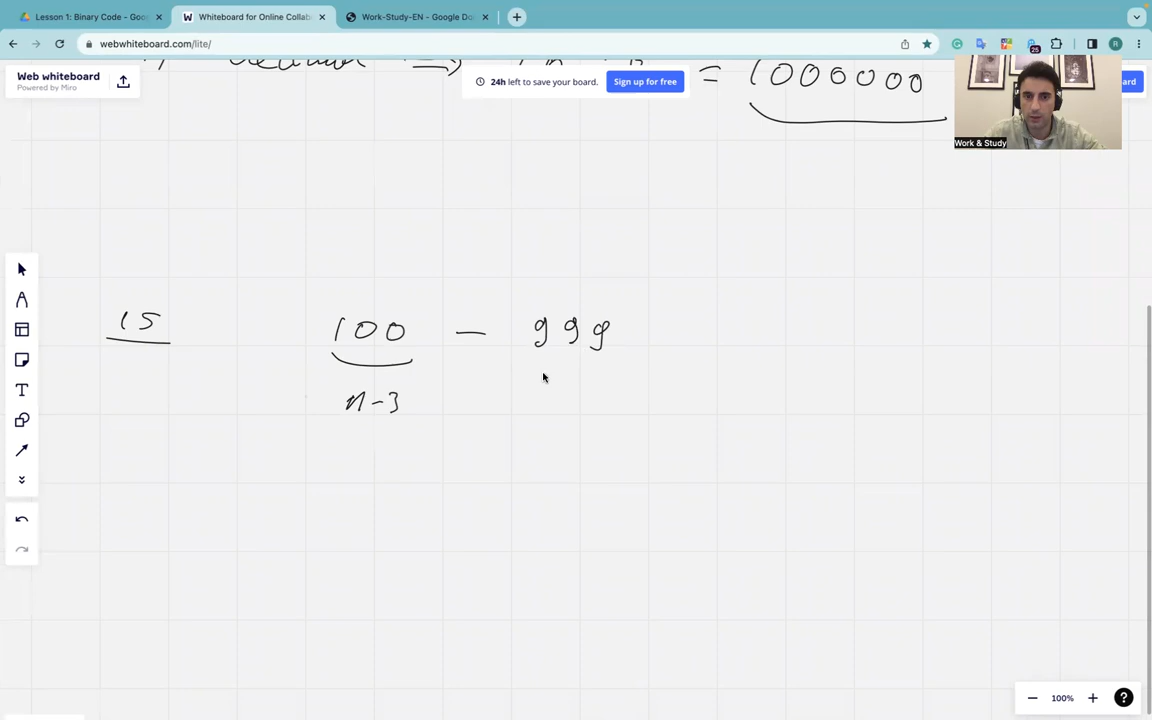 Lesson 1: Binary Code - Goo
Whiteboard for Online Collab
Work-Study-EN - Google Do
webwhiteboard.com/lite/
25
R
Web whiteboard
Powered by Miro
24h left to save your board.
Sign up for free
ard
= 1000000
Work & Study
15
100 - 999
n-3
100%